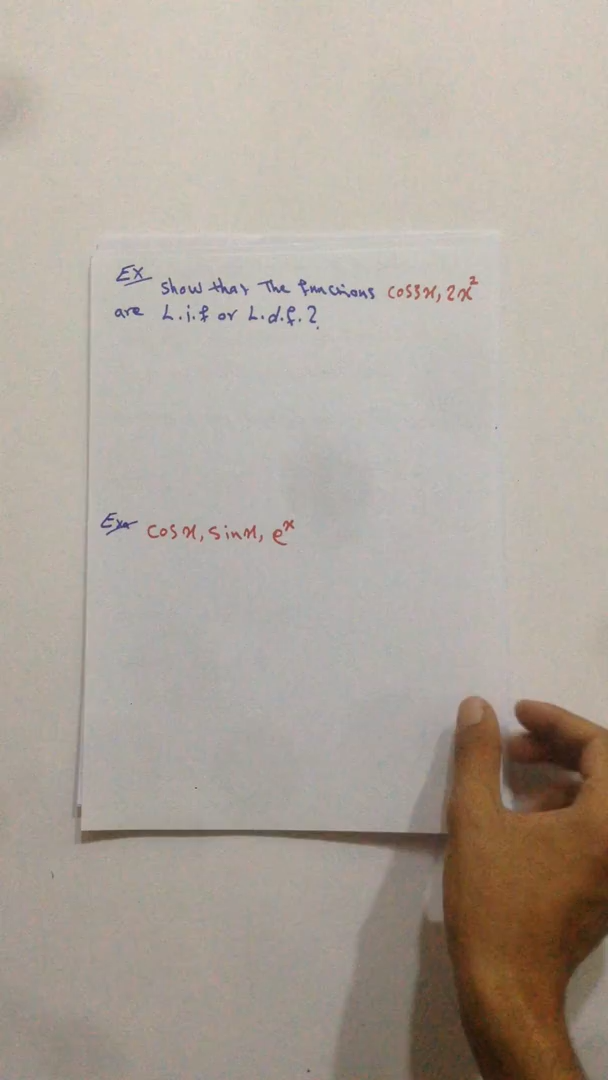 Ex
show that The functions cos3x, 2x²
are L.i.f or L.d.f.?
Ex cosx, sinx, eˣ